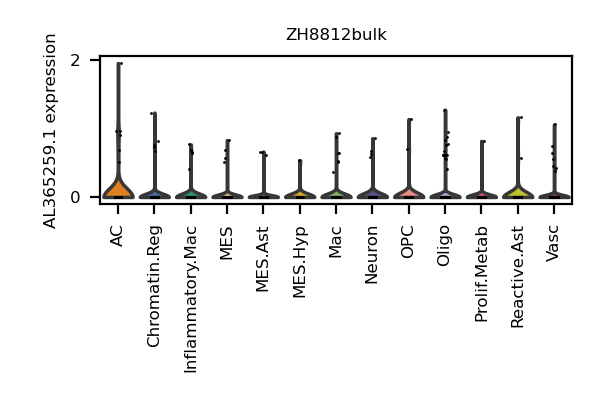 ZH8812bulk
AL365259.1 expression
2
0
AC
Chromatin.Reg
Inflammatory.Mac
MES
MES.Ast
MES.Hyp
Mac
Neuron
OPC
Oligo
Prolif.Metab
Reactive.Ast
Vasc